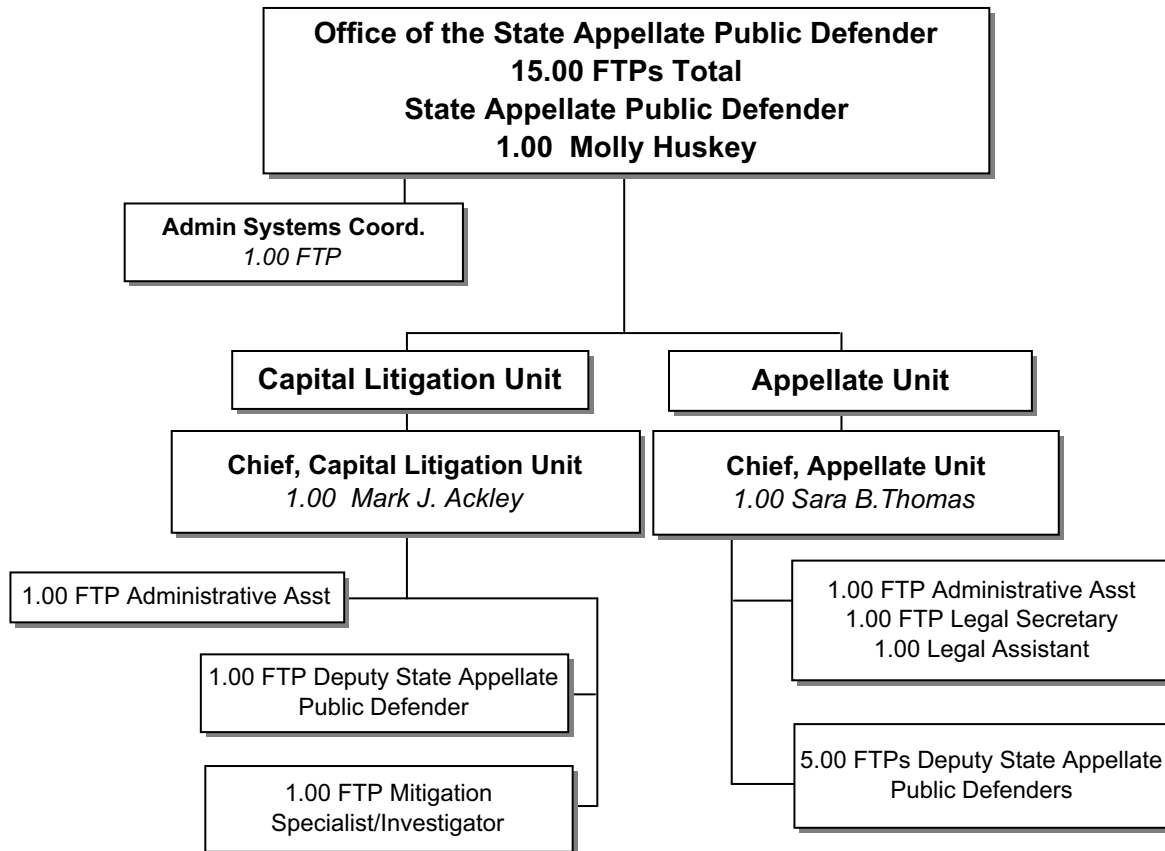 Office of the State Appellate Public Defender
15.00 FTPs Total
State Appellate Public Defender
1.00 Molly Huskey
Admin Systems Coord.
1.00 FTP
Capital Litigation Unit
Appellate Unit
Chief, Capital Litigation Unit
1.00 Mark J. Ackley
Chief, Appellate Unit
1.00 Sara B.Thomas
1.00 FTP Administrative Asst
1.00 FTP Deputy State Appellate
Public Defender
1.00 FTP Mitigation
Specialist/Investigator
1.00 FTP Administrative Asst
1.00 FTP Legal Secretary
1.00 Legal Assistant
5.00 FTPs Deputy State Appellate
Public Defenders